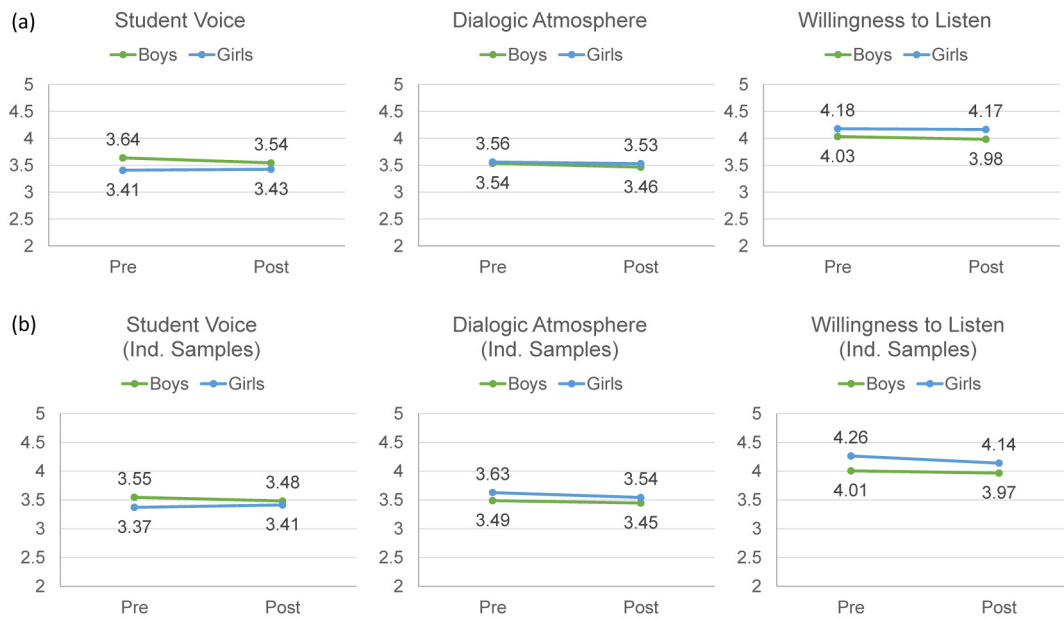 (a)
Student Voice
Boys Girls
5
4.5
4
3.5
3
2.5
2
3.64
3.54
3.41
3.43
Pre Post
Dialogic Atmosphere
Boys Girls
5
4.5
4
3.5
3
2.5
2
3.56
3.53
3.54
3.46
Pre Post
Willingness to Listen
Boys Girls
5
4.5
4
3.5
3
2.5
2
4.18
4.17
4.03
3.98
Pre Post
(b)
Student Voice
(Ind. Samples)
Boys Girls
5
4.5
4
3.5
3
2.5
2
3.55
3.48
3.37
3.41
Pre Post
Dialogic Atmosphere
(Ind. Samples)
Boys Girls
5
4.5
4
3.5
3
2.5
2
3.63
3.54
3.49
3.45
Pre Post
Willingness to Listen
(Ind. Samples)
Boys Girls
5
4.5
4
3.5
3
2.5
2
4.26
4.14
4.01
3.97
Pre Post